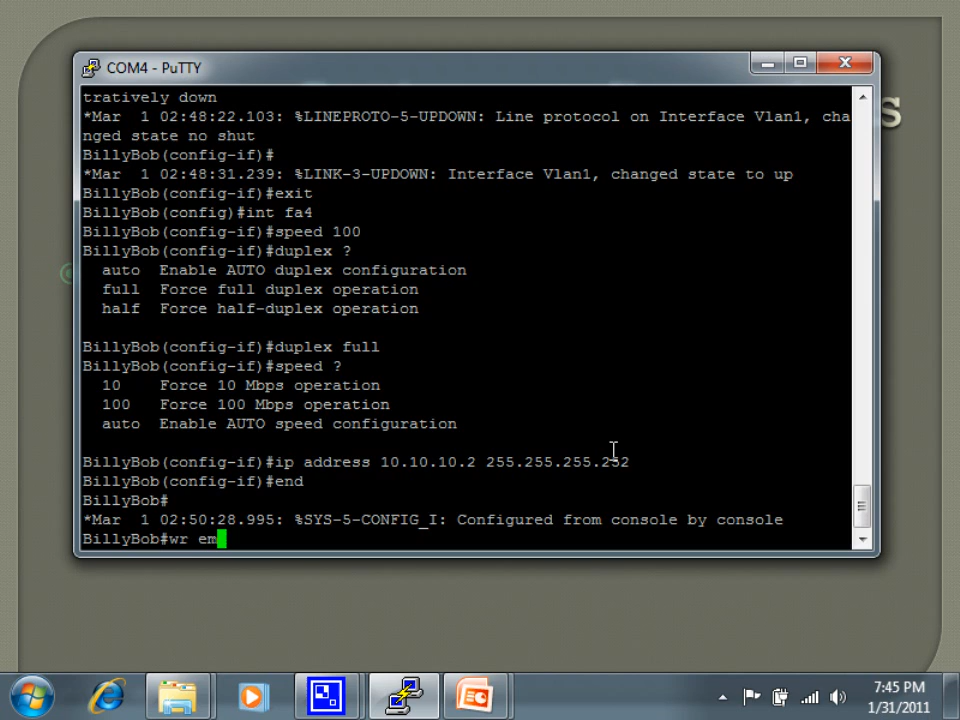 COM4 - PuTTY
s
tratively down
*Mar  1 02:48:22.103: %LINEPROTO-5-UPDOWN: Line protocol on Interface Vlan1, cha
nged state no shut
BillyBob(config-if)#
*Mar  1 02:48:31.239: %LINK-3-UPDOWN: Interface Vlan1, changed state to up
BillyBob(config-if)#exit
BillyBob(config)#int fa4
BillyBob(config-if)#speed 100
BillyBob(config-if)#duplex ?
  auto  Enable AUTO duplex configuration
  full  Force full duplex operation
  half  Force half-duplex operation
BillyBob(config-if)#duplex full
BillyBob(config-if)#speed ?
  10    Force 10 Mbps operation
  100   Force 100 Mbps operation
  auto  Enable AUTO speed configuration
BillyBob(config-if)#ip address 10.10.10.2 255.255.255.252
BillyBob(config-if)#end
BillyBob#
*Mar  1 02:50:28.995: %SYS-5-CONFIG_I: Configured from console by console
BillyBob#wr em
7:45 PM
1/31/2011